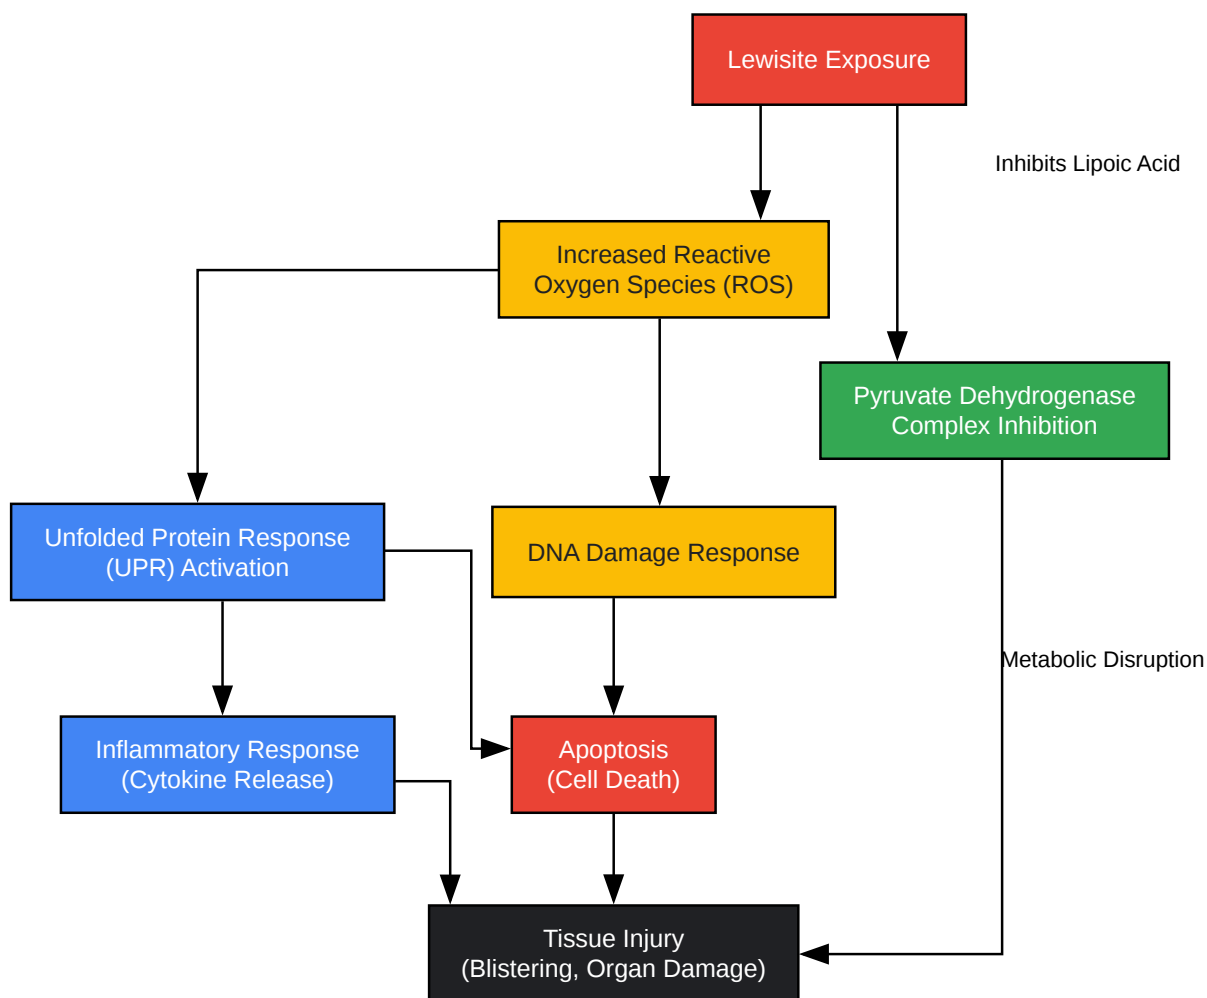 Lewisite Exposure
Inhibits Lipoic Acid
Increased Reactive
Oxygen Species (ROS)
Pyruvate Dehydrogenase
Complex Inhibition
Unfolded Protein Response
(UPR) Activation
DNA Damage Response
Metabolic Disruption
Inflammatory Response
(Cytokine Release)
Apoptosis
(Cell Death)
Tissue Injury
(Blistering, Organ Damage)